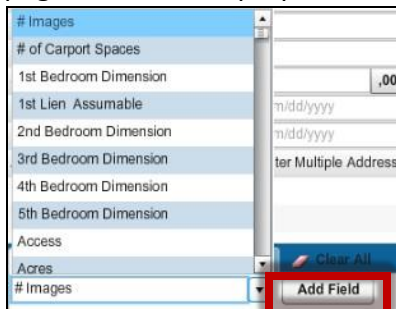 # Images
# of Carport Spaces
1st Bedroom Dimension
,00
1st Lien Assumable
m/dd/yyyy
2nd Bedroom Dimension
m/dd/yyyy
3rd Bedroom Dimension
ter Multiple Address
4th Bedroom Dimension
5th Bedroom Dimension
Access
Clear All
Acres
# Images
Add Field